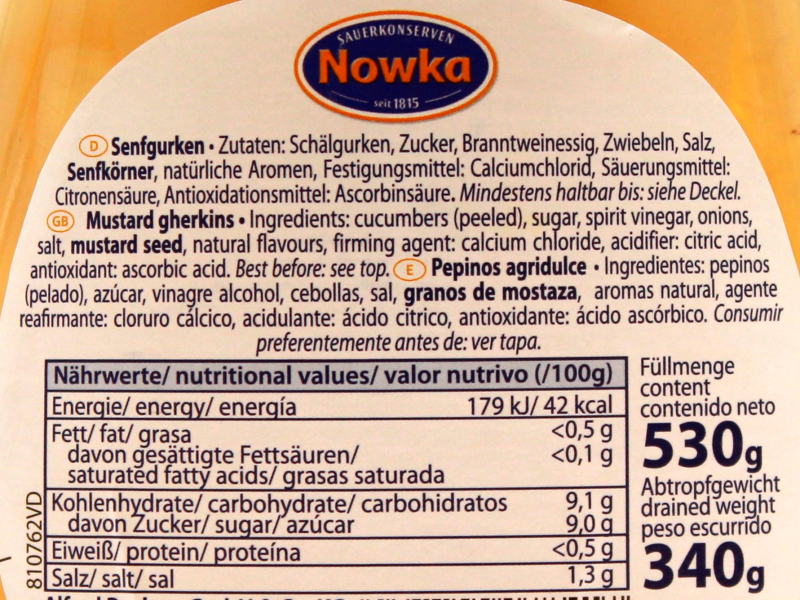 SAUERKONSERVEN
Nowka
seit 1815
D Senfgurken • Zutaten: Schälgurken, Zucker, Branntweinessig, Zwiebeln, Salz,
Senfkörner, natürliche Aromen, Festigungsmittel: Calciumchlorid, Säuerungsmittel:
Citronensäure, Antioxidationsmittel: Ascorbinsäure. Mindestens haltbar bis: siehe Deckel.
GB Mustard gherkins • Ingredients: cucumbers (peeled), sugar, spirit vinegar, onions,
salt, mustard seed, natural flavours, firming agent: calcium chloride, acidifier: citric acid,
antioxidant: ascorbic acid. Best before: see top. E Pepinos agridulce • Ingredientes: pepinos
(pelado), azúcar, vinagre alcohol, cebollas, sal, granos de mostaza, aromas natural, agente
reafirmante: cloruro cálcico, acidulante: ácido citrico, antioxidante: ácido ascórbico. Consumir
preferentemente antes de: ver tapa.
Nährwerte/ nutritional values/ valor nutrivo (/100g)
Energie/ energy/ energía 179 kJ/ 42 kcal
Fett/ fat/ grasa <0,5 g
davon gesättigte Fettsäuren/ <0,1 g
saturated fatty acids/ grasas saturada
Kohlenhydrate/ carbohydrate/ carbohidratos 9,1 g
davon Zucker/ sugar/ azúcar 9,0 g
Eiweiß/ protein/ proteína <0,5 g
Salz/ salt/ sal 1,3 g
Füllmenge
content
contenido neto
530g
Abtropfgewicht
drained weight
peso escurrido
340g
810762VD